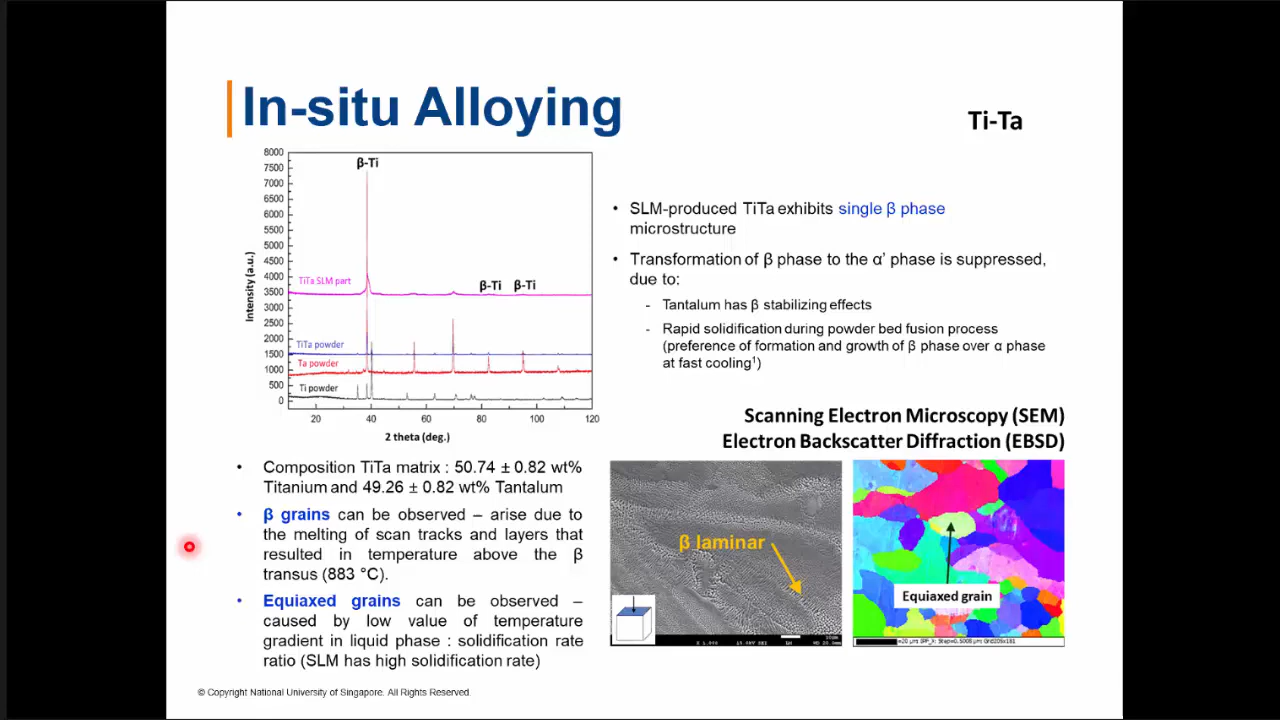 In-situ Alloying
Ti-Ta
8000
7500
7000
6500
6000
5500
5000
4500
4000
3500
3000
2500
2000
1500
1000
500
0
Intensity (a.u.)
β-Ti
TiTa SLM part
β-Ti
β-Ti
TiTa powder
Ta powder
Ti powder
20 40 60 80 100 120
2 theta (deg.)
• SLM-produced TiTa exhibits single β phase
microstructure
• Transformation of β phase to the α’ phase is suppressed,
due to:
- Tantalum has β stabilizing effects
- Rapid solidification during powder bed fusion process
(preference of formation and growth of β phase over α phase
at fast cooling¹)
Scanning Electron Microscopy (SEM)
Electron Backscatter Diffraction (EBSD)
• Composition TiTa matrix : 50.74 ± 0.82 wt%
Titanium and 49.26 ± 0.82 wt% Tantalum
• β grains can be observed – arise due to
the melting of scan tracks and layers that
resulted in temperature above the β
transus (883 °C).
• Equiaxed grains can be observed –
caused by low value of temperature
gradient in liquid phase : solidification rate
ratio (SLM has high solidification rate)
β laminar
Equiaxed grain
© Copyright National University of Singapore. All Rights Reserved.